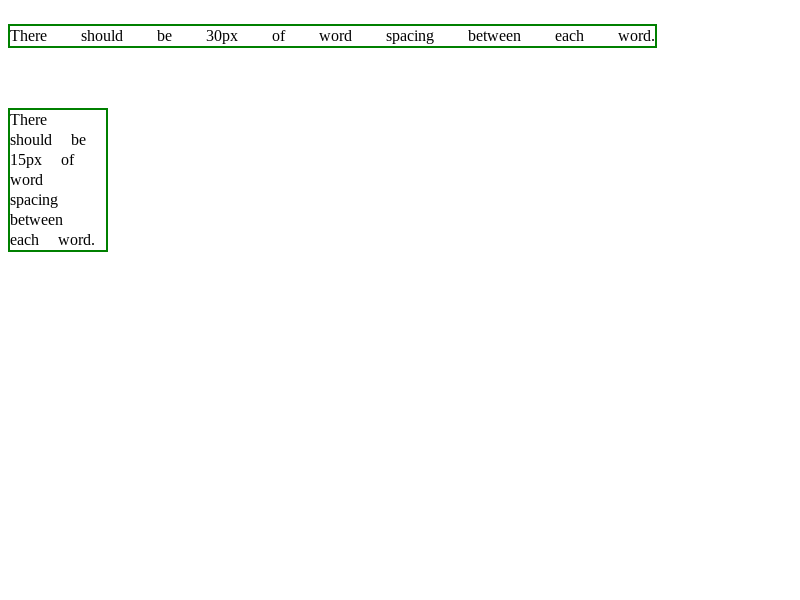 There should be 30px of word spacing between each word.
There
should be
15px of
word
spacing
between
each word.